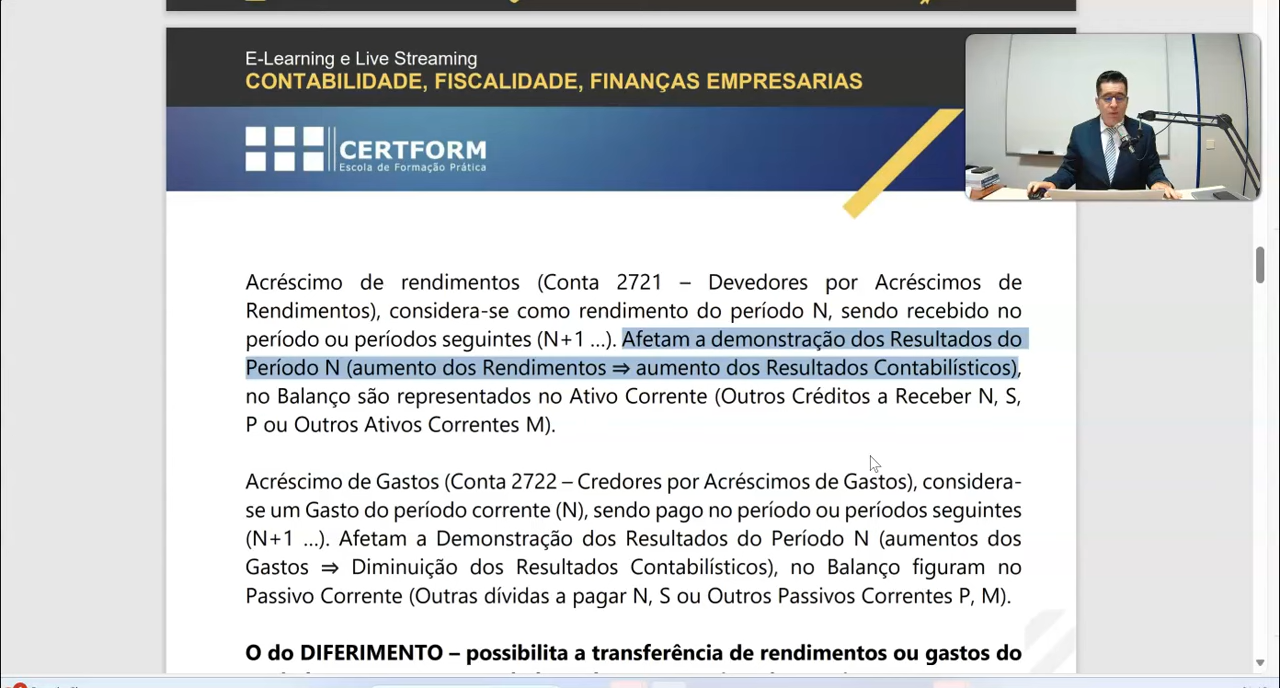 E-Learning e Live Streaming
CONTABILIDADE, FISCALIDADE, FINANÇAS EMPRESARIAS
CERTFORM
Escola de Formação Prática
Acréscimo de rendimentos (Conta 2721 – Devedores por Acréscimos de
Rendimentos), considera-se como rendimento do período N, sendo recebido no
período ou períodos seguintes (N+1 ...). Afetam a demonstração dos Resultados do
Período N (aumento dos Rendimentos ⇒ aumento dos Resultados Contabilísticos),
no Balanço são representados no Ativo Corrente (Outros Créditos a Receber N, S,
P ou Outros Ativos Correntes M).
Acréscimo de Gastos (Conta 2722 – Credores por Acréscimos de Gastos), considera-
se um Gasto do período corrente (N), sendo pago no período ou períodos seguintes
(N+1 ...). Afetam a Demonstração dos Resultados do Período N (aumentos dos
Gastos ⇒ Diminuição dos Resultados Contabilísticos), no Balanço figuram no
Passivo Corrente (Outras dívidas a pagar N, S ou Outros Passivos Correntes P, M).
O do DIFERIMENTO – possibilita a transferência de rendimentos ou gastos do